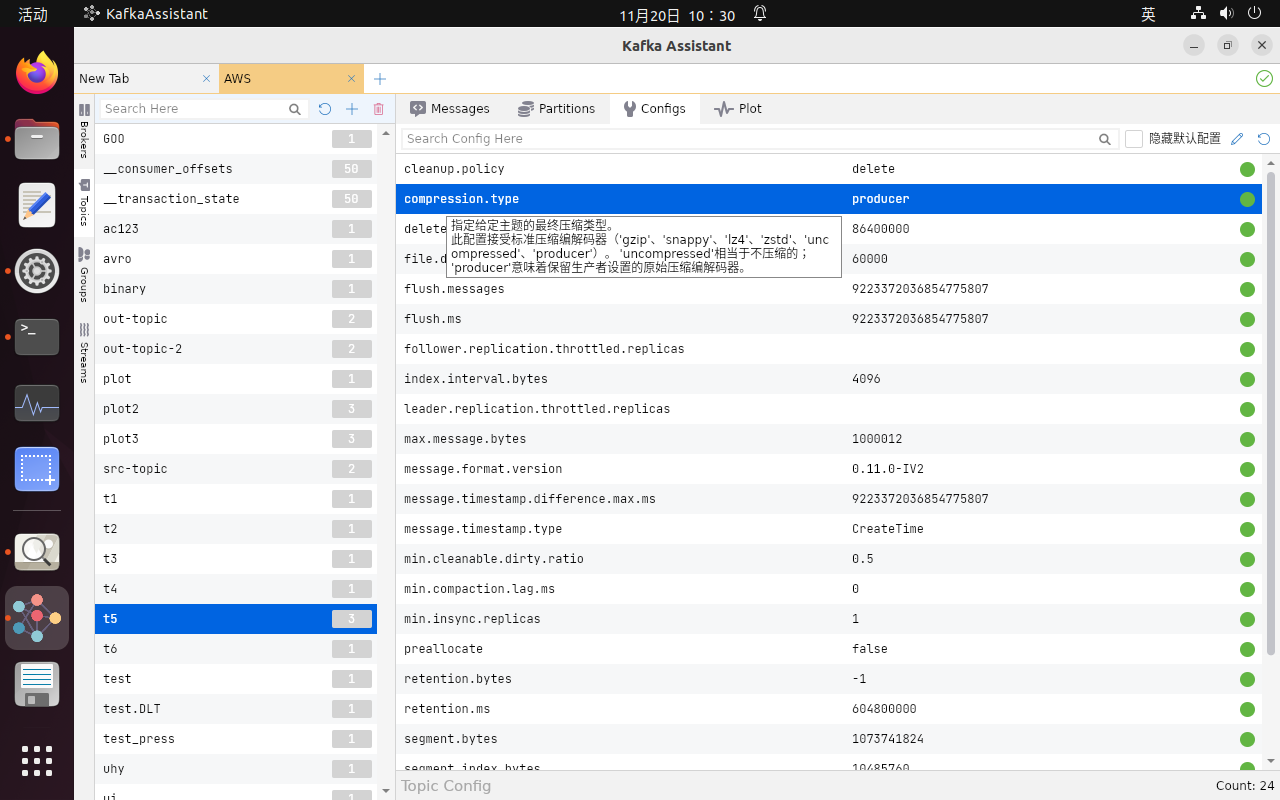 活动
KafkaAssistant
11月20日 10：30
英
Kafka Assistant
New Tab
AWS
Brokers
Topics
Groups
Streams
Search Here
GOO 1
__consumer_offsets 50
__transaction_state 50
ac123 1
avro 1
binary 1
out-topic 2
out-topic-2 2
plot 1
plot2 3
plot3 3
src-topic 2
t1 1
t2 1
t3 1
t4 1
t5 3
t6 1
test 1
test.DLT 1
test_press 1
uhy 1
Messages
Partitions
Configs
Plot
Search Config Here
隐藏默认配置
cleanup.policy delete
compression.type producer
86400000
60000
指定给定主题的最终压缩类型。
此配置接受标准压缩编解码器（'gzip'、'snappy'、'lz4'、'zstd'、'unc
ompressed'、'producer'）。'uncompressed'相当于不压缩的；
'producer'意味着保留生产者设置的原始压缩编解码器。
flush.messages 9223372036854775807
flush.ms 9223372036854775807
follower.replication.throttled.replicas
index.interval.bytes 4096
leader.replication.throttled.replicas
max.message.bytes 1000012
message.format.version 0.11.0-IV2
message.timestamp.difference.max.ms 9223372036854775807
message.timestamp.type CreateTime
min.cleanable.dirty.ratio 0.5
min.compaction.lag.ms 0
min.insync.replicas 1
preallocate false
retention.bytes -1
retention.ms 604800000
segment.bytes 1073741824
segment.index.bytes 10485760
Topic Config
Count: 24